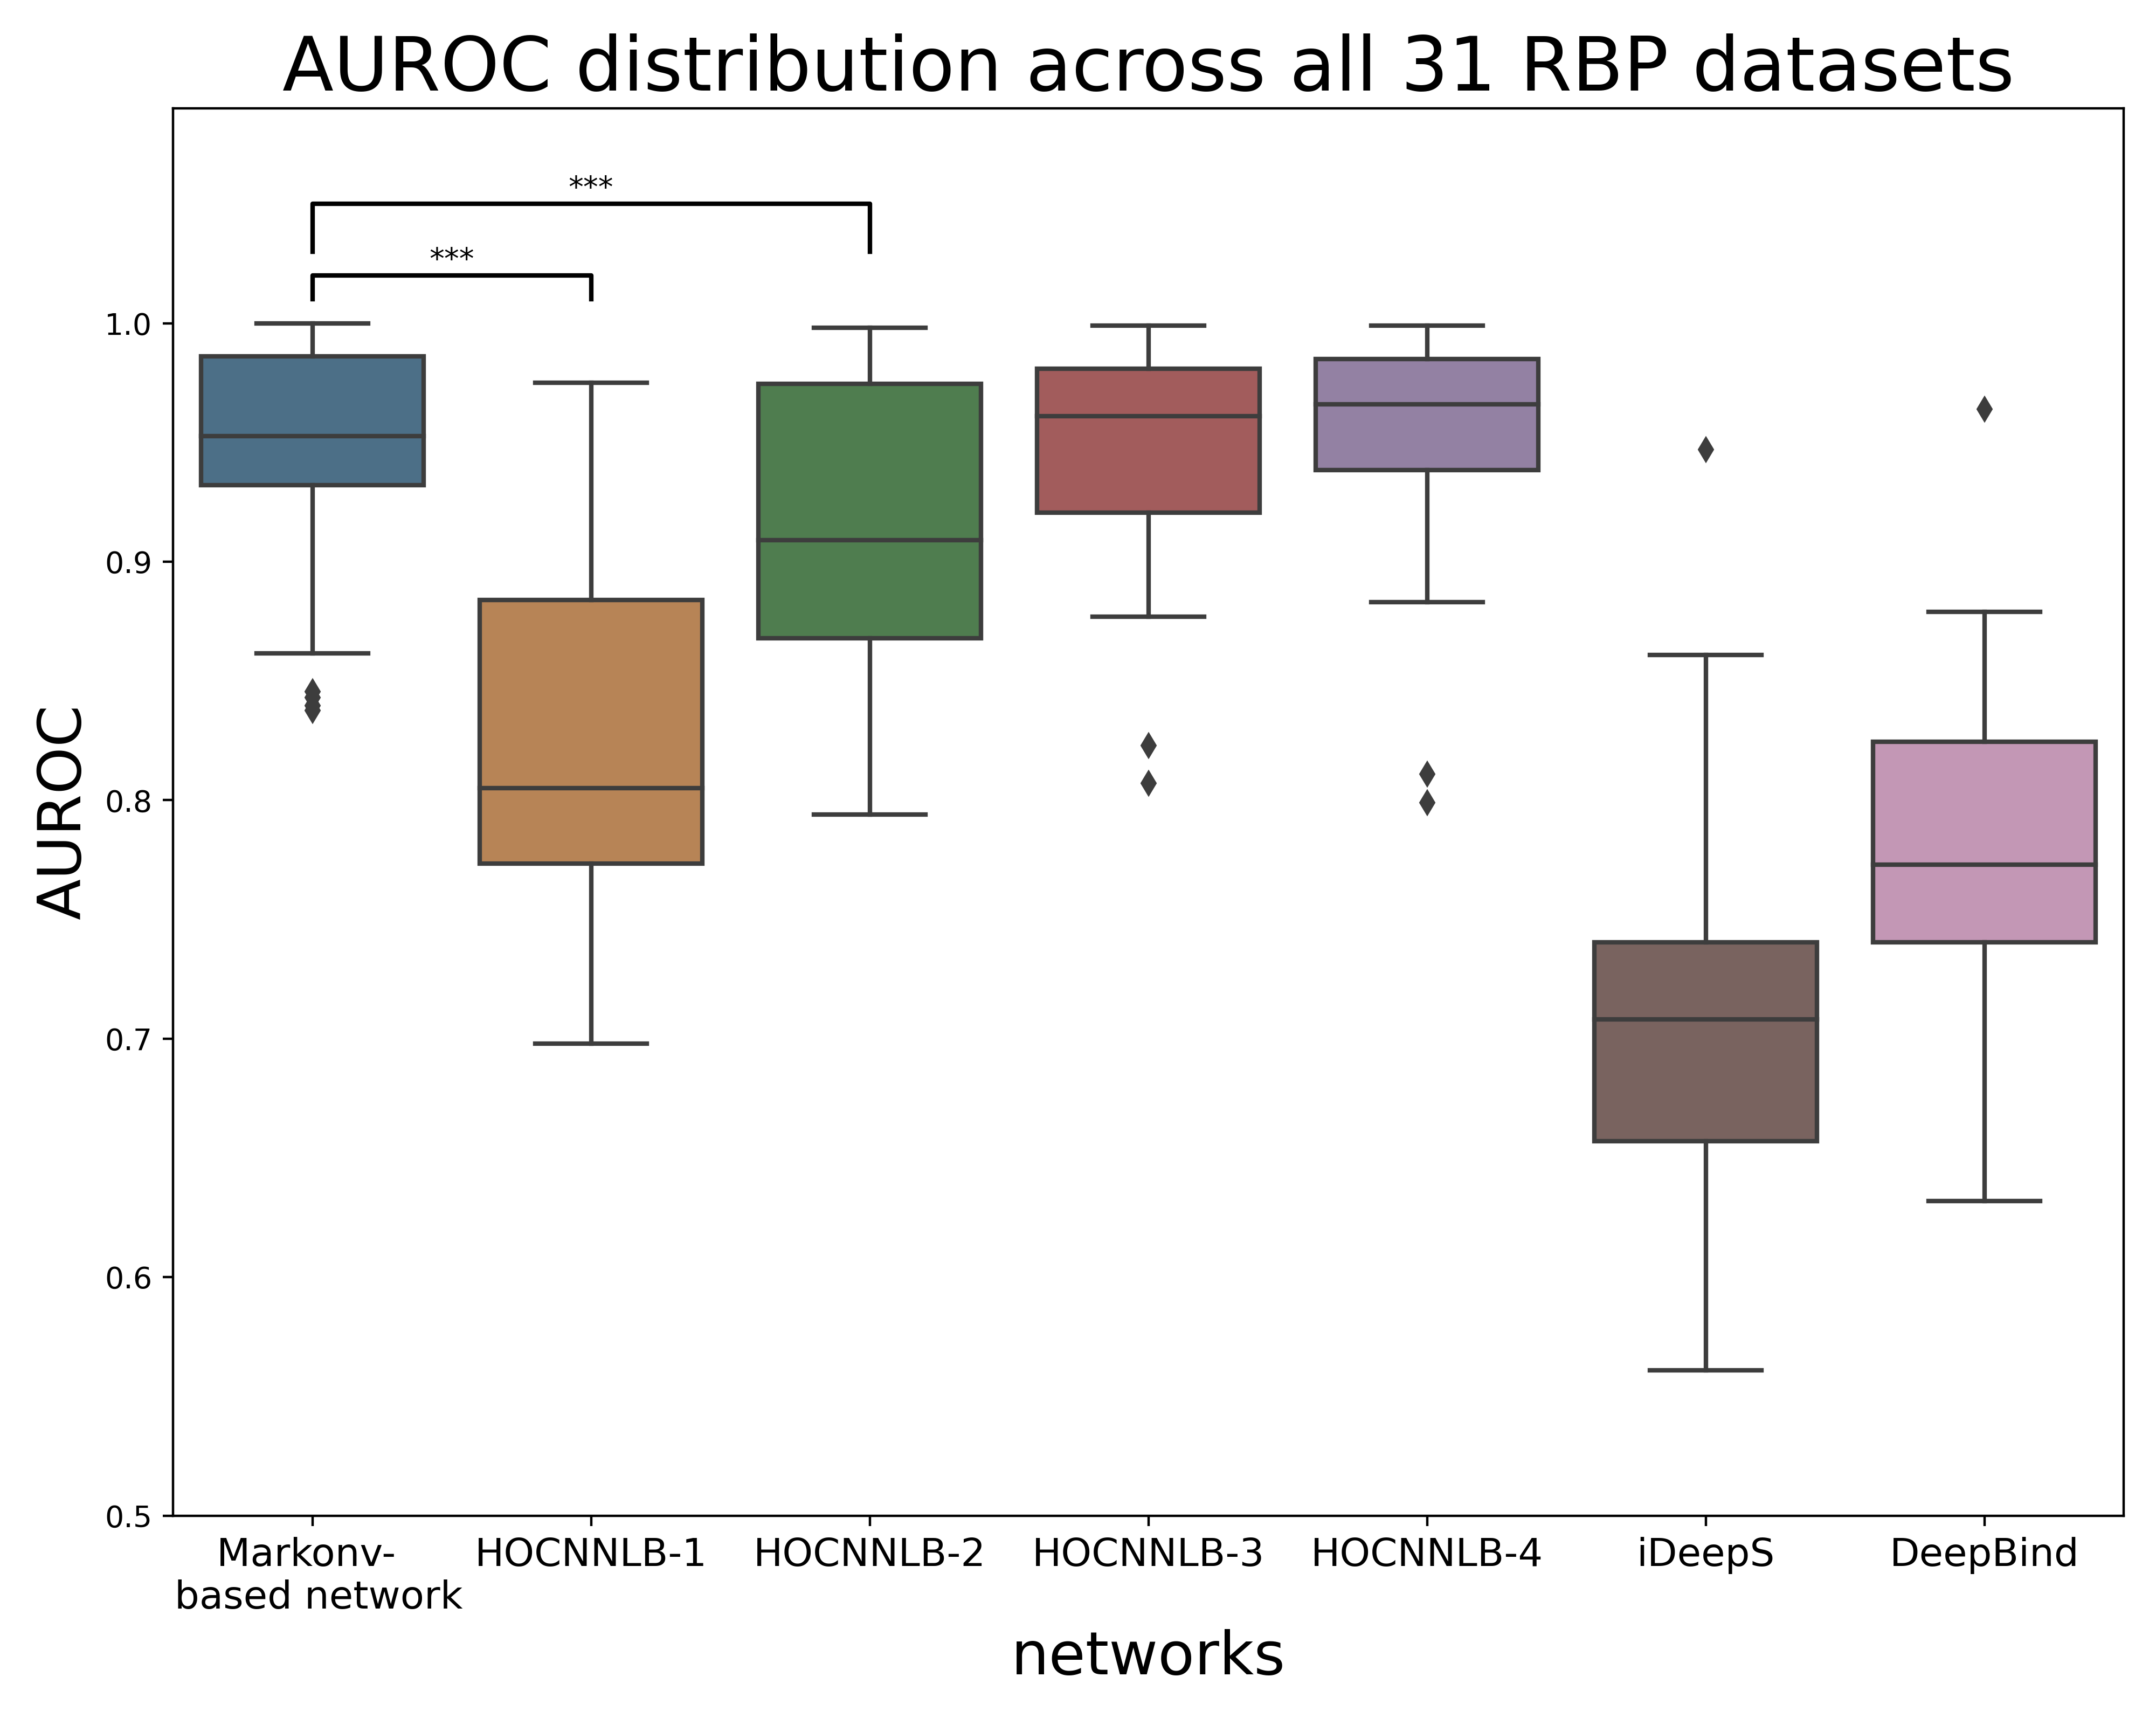 AUROC distribution across all 31 RBP datasets
***
***
1.0
0.9
0.8
0.7
0.6
0.5
AUROC
Markonv-
based network
HOCNNLB-1
HOCNNLB-2
HOCNNLB-3
HOCNNLB-4
iDeepS
DeepBind
networks